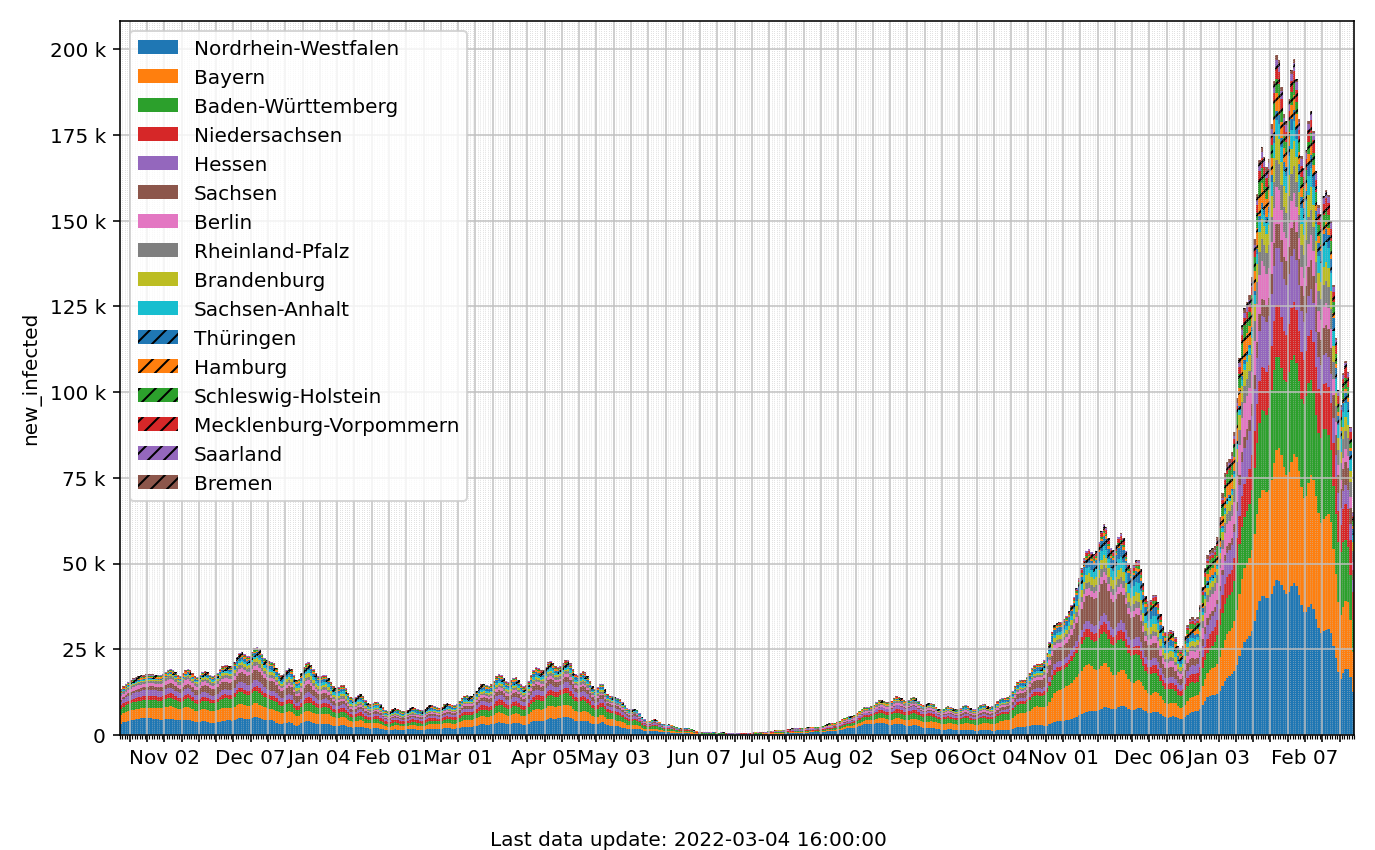 200 k
175 k
150 k
125 k
100 k
75 k
50 k
25 k
0
new_infected
Nordrhein-Westfalen
Bayern
Baden-Württemberg
Niedersachsen
Hessen
Sachsen
Berlin
Rheinland-Pfalz
Brandenburg
Sachsen-Anhalt
Thüringen
Hamburg
Schleswig-Holstein
Mecklenburg-Vorpommern
Saarland
Bremen
Nov 02 Dec 07 Jan 04 Feb 01 Mar 01 Apr 05 May 03 Jun 07 Jul 05 Aug 02 Sep 06 Oct 04 Nov 01 Dec 06 Jan 03 Feb 07
Last data update: 2022-03-04 16:00:00